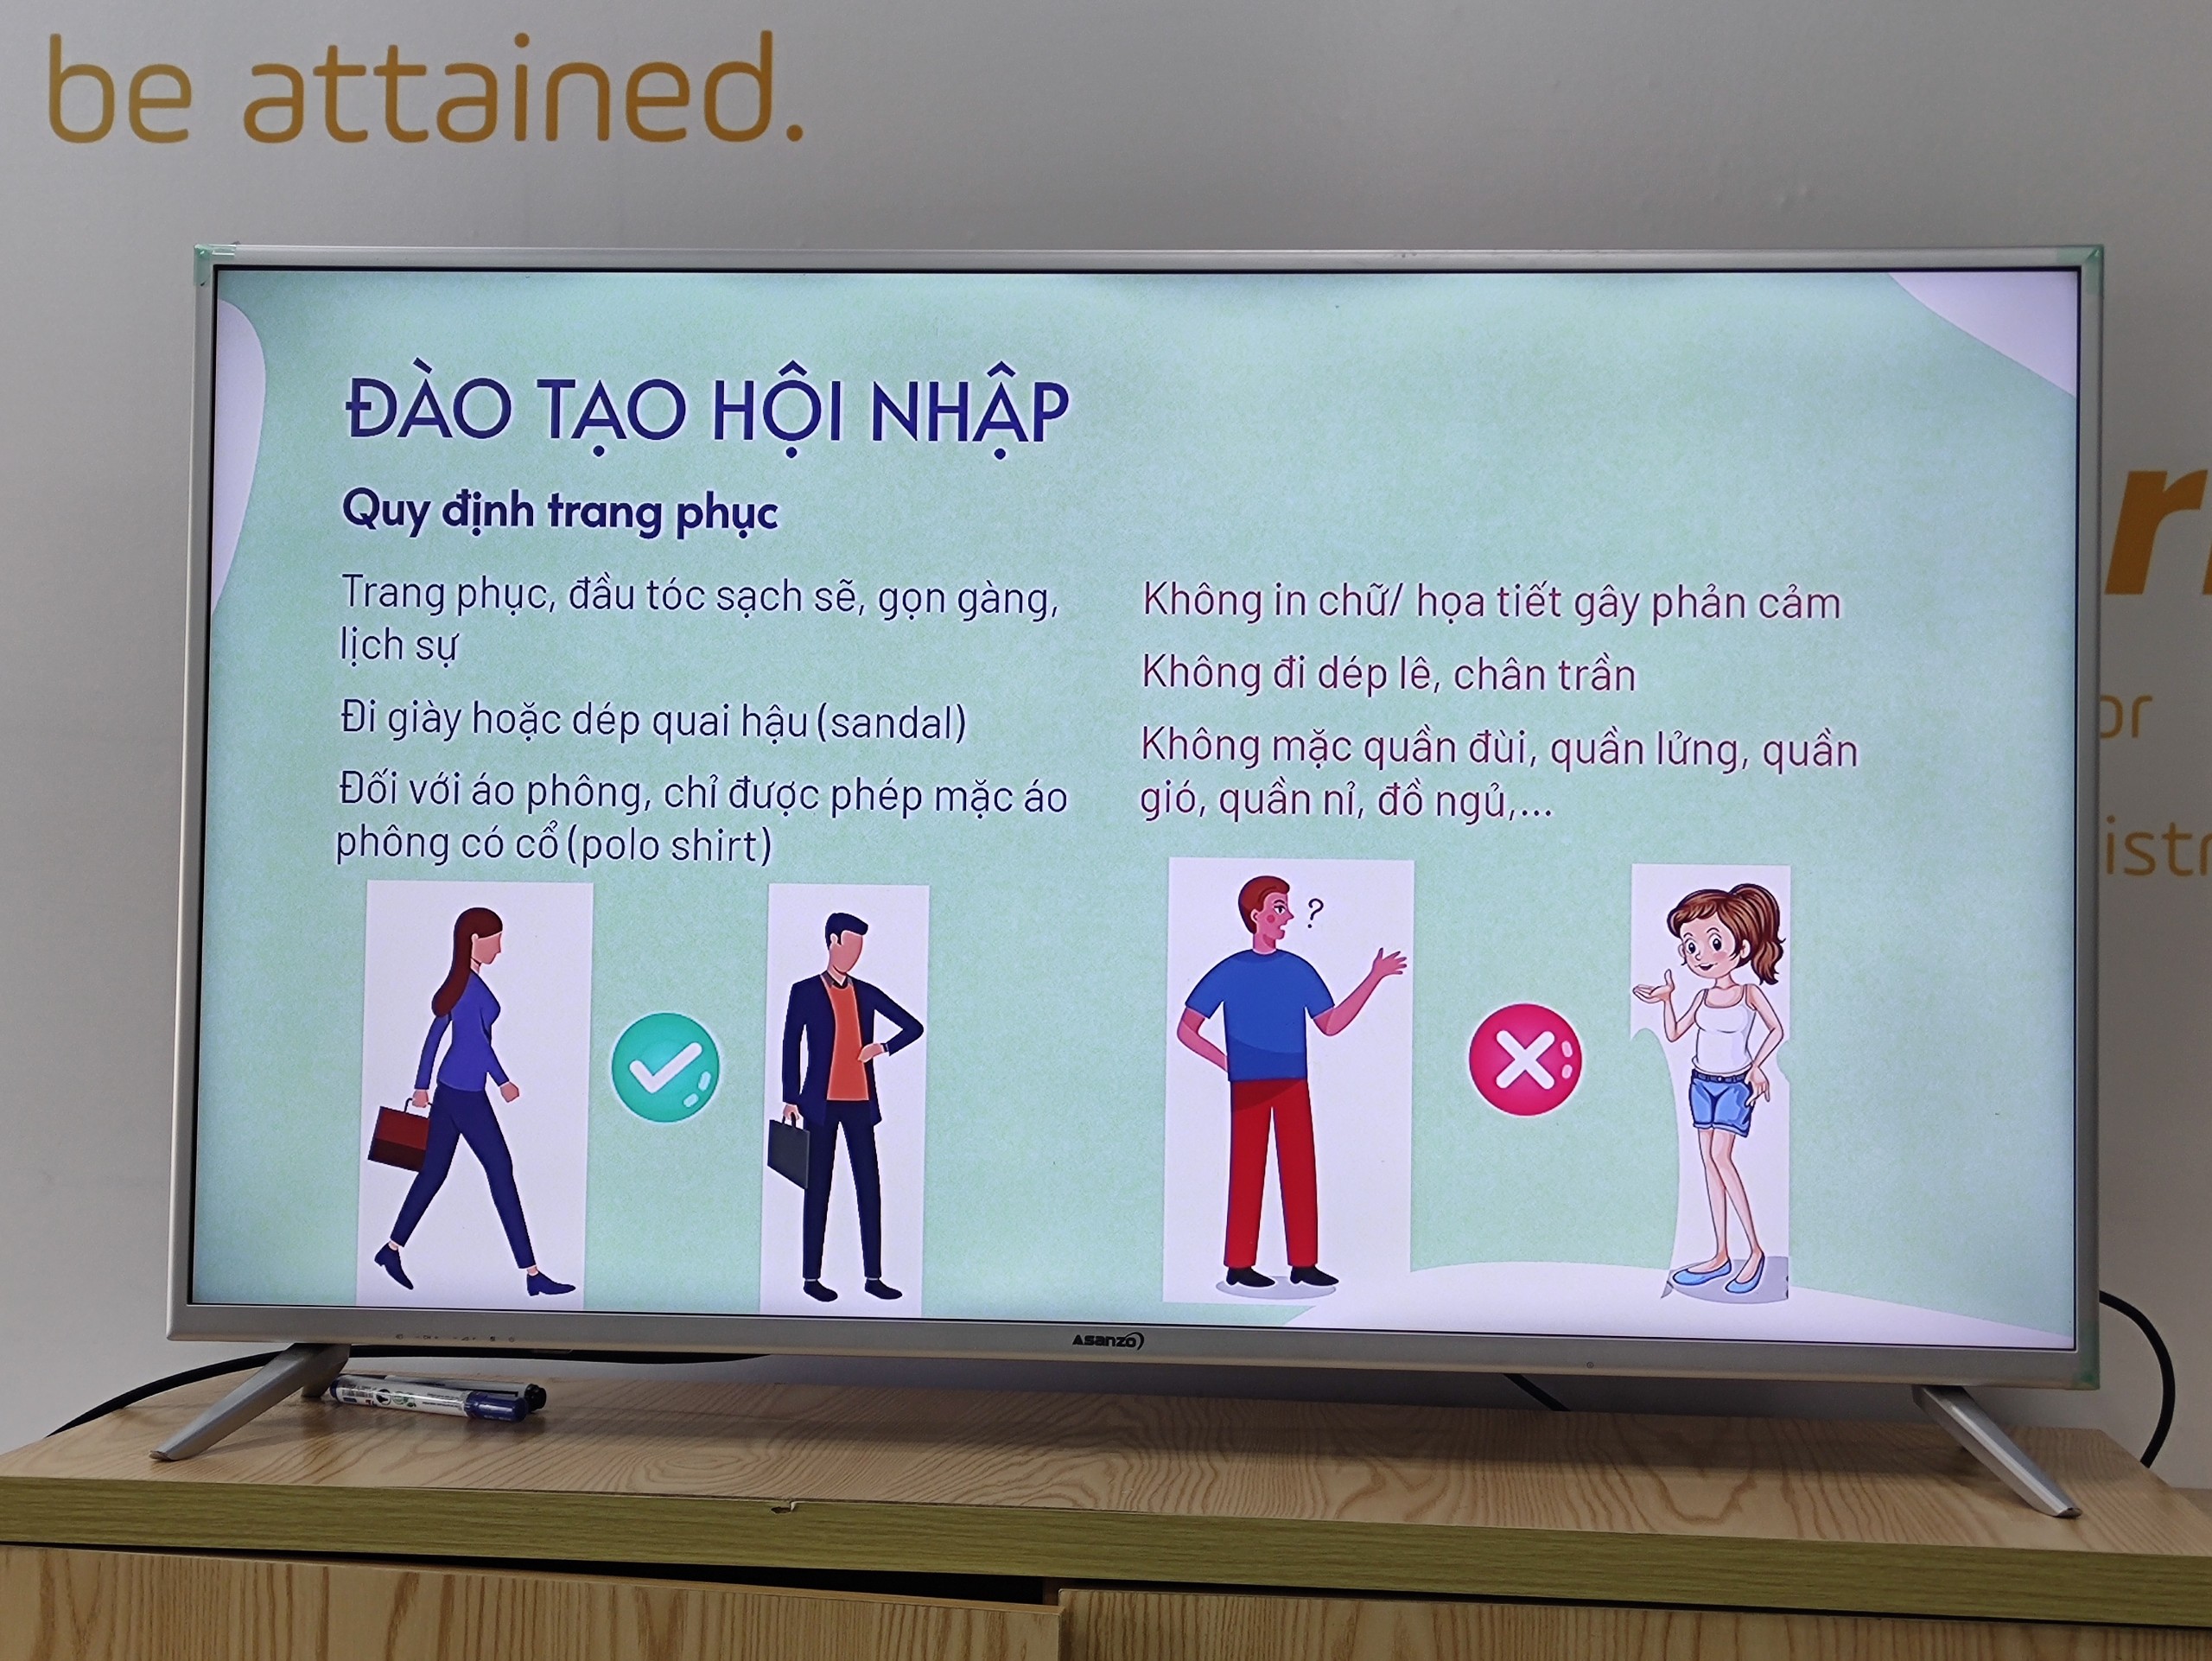 be attained.
ĐÀO TẠO HỘI NHẬP
Quy định trang phục
Trang phục, đầu tóc sạch sẽ, gọn gàng,
lịch sự
Đi giày hoặc dép quai hậu (sandal)
Đối với áo phông, chỉ được phép mặc áo
phông có cổ (polo shirt)
Không in chữ/ họa tiết gây phản cảm
Không đi dép lê, chân trần
Không mặc quần đùi, quần lửng, quần
gió, quần nỉ, đồ ngủ,...
?
Asanzo